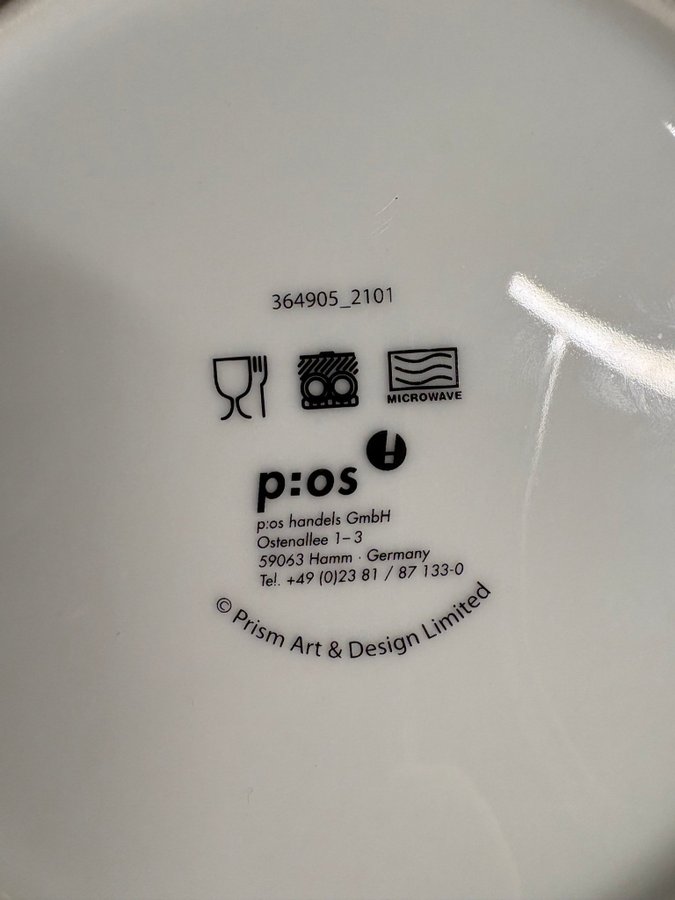 364905_2101
MICROWAVE
p:os
p:os handels GmbH
Ostenallee 1–3
59063 Hamm · Germany
Tel. +49 (0)23 81 / 87 133-0
© Prism Art & Design Limited